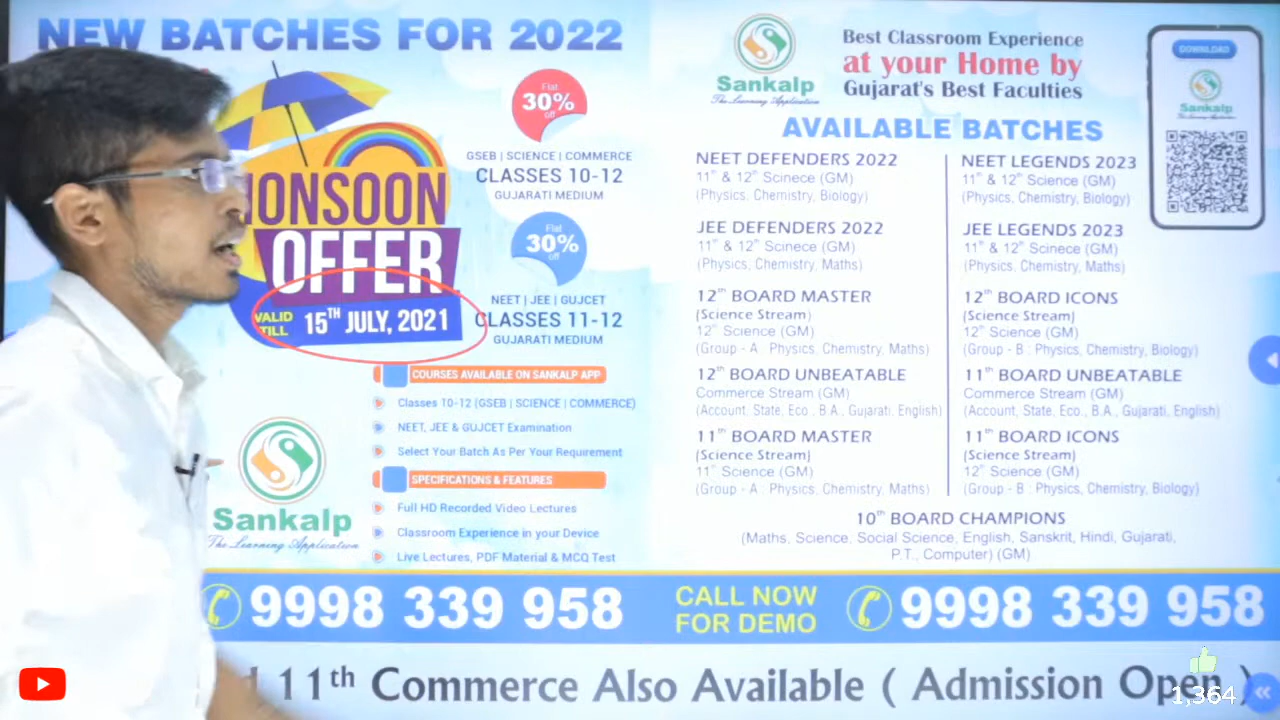 NEW BATCHES FOR 2022
MONSOON
OFFER
VALID
TILL
15TH JULY, 2021
Flat
30%
off
GSEB | SCIENCE | COMMERCE
CLASSES 10-12
GUJARATI MEDIUM
Flat
30%
off
NEET | JEE | GUJCET
CLASSES 11-12
GUJARATI MEDIUM
COURSES AVAILABLE ON SANKALP APP
Classes 10-12 (GSEB | SCIENCE | COMMERCE)
NEET, JEE & GUJCET Examination
Select Your Batch As Per Your Requirement
SPECIFICATIONS & FEATURES
Full HD Recorded Video Lectures
Classroom Experience in your Device
Live Lectures, PDF Material & MCQ Test
Sankalp
The Learning Application
Sankalp
The Learning Application
Best Classroom Experience
at your Home by
Gujarat's Best Faculties
DOWNLOAD
Sankalp
AVAILABLE BATCHES
NEET DEFENDERS 2022
11th & 12th Scinece (GM)
(Physics, Chemistry, Biology)
JEE DEFENDERS 2022
11th & 12th Scinece (GM)
(Physics, Chemistry, Maths)
12th BOARD MASTER
(Science Stream)
12th Science (GM)
(Group - A : Physics, Chemistry, Maths)
12th BOARD UNBEATABLE
Commerce Stream (GM)
(Account, State, Eco., B.A., Gujarati, English)
11th BOARD MASTER
(Science Stream)
11th Science (GM)
(Group - A : Physics, Chemistry, Maths)
NEET LEGENDS 2023
11th & 12th Science (GM)
(Physics, Chemistry, Biology)
JEE LEGENDS 2023
11th & 12th Scinece (GM)
(Physics, Chemistry, Maths)
12th BOARD ICONS
(Science Stream)
12th Science (GM)
(Group - B : Physics, Chemistry, Biology)
11th BOARD UNBEATABLE
Commerce Stream (GM)
(Account, State, Eco., B.A., Gujarati, English)
11th BOARD ICONS
(Science Stream)
12th Science (GM)
(Group - B : Physics, Chemistry, Biology)
10th BOARD CHAMPIONS
(Maths, Science, Social Science, English, Sanskrit, Hindi, Gujarati,
P.T., Computer) (GM)
9998 339 958
CALL NOW
FOR DEMO
9998 339 958
11th Commerce Also Available ( Admission Open )
1,364